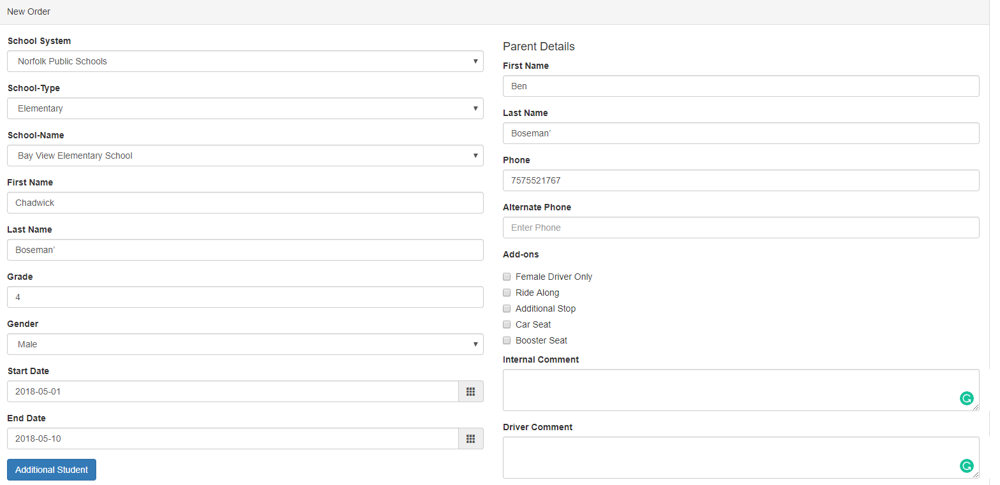 New Order
School System
Norfolk Public Schools
School-Type
Elementary
School-Name
Bay View Elementary School
First Name
Chadwick
Last Name
Boseman’
Grade
4
Gender
Male
Start Date
2018-05-01
End Date
2018-05-10
Additional Student
Parent Details
First Name
Ben
Last Name
Boseman’
Phone
7575521767
Alternate Phone
Enter Phone
Add-ons
Female Driver Only
Ride Along
Additional Stop
Car Seat
Booster Seat
Internal Comment
Driver Comment